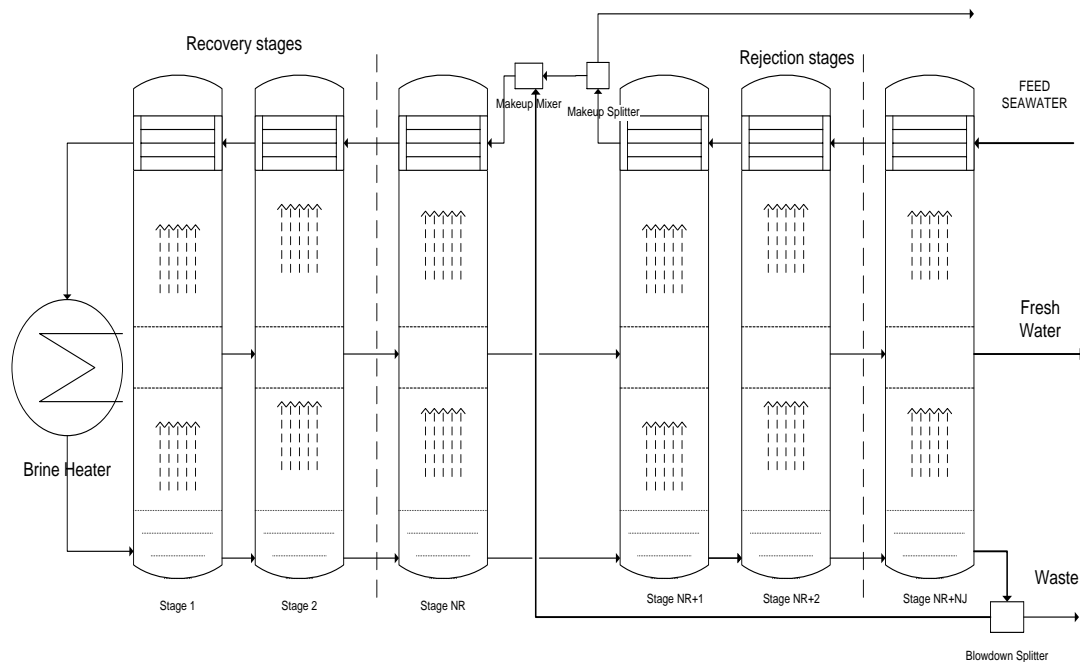 Recovery stages
Rejection stages
Makeup Mixer
Makeup Splitter
FEED
SEAWATER
Fresh
Water
Brine Heater
Waste
Stage 1
Stage 2
Stage NR
Stage NR+1
Stage NR+2
Stage NR+NJ
Blowdown Splitter